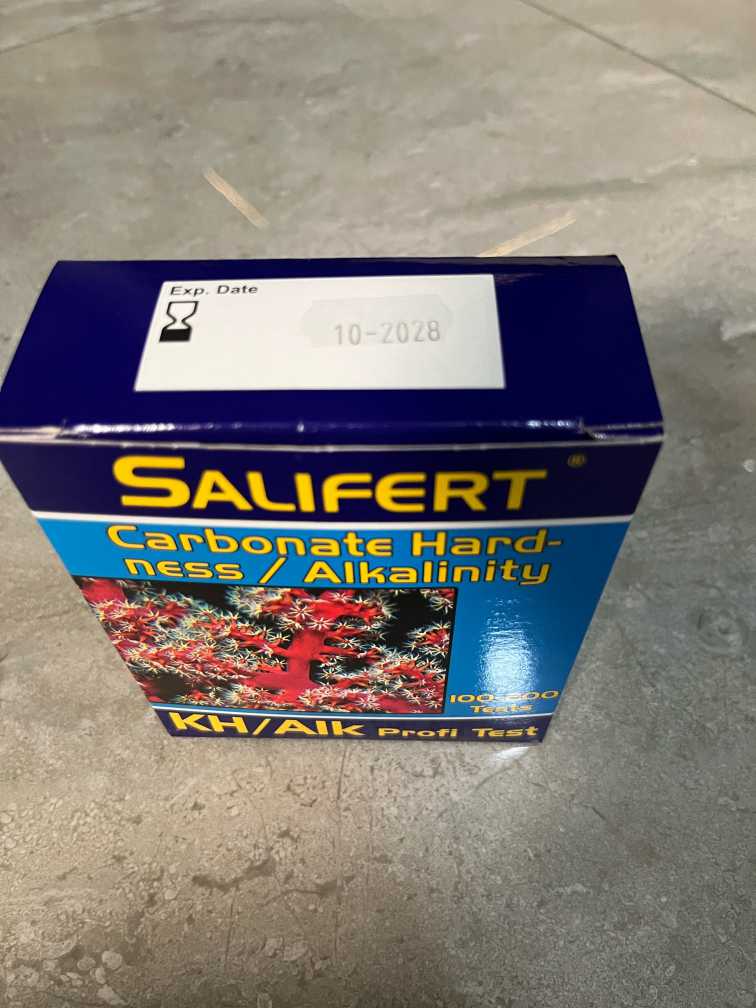 Exp. Date
10-2028
SALIFERT ®
Carbonate Hard-
ness / Alkalinity
100-200
Tests
KH/Alk Profi Test